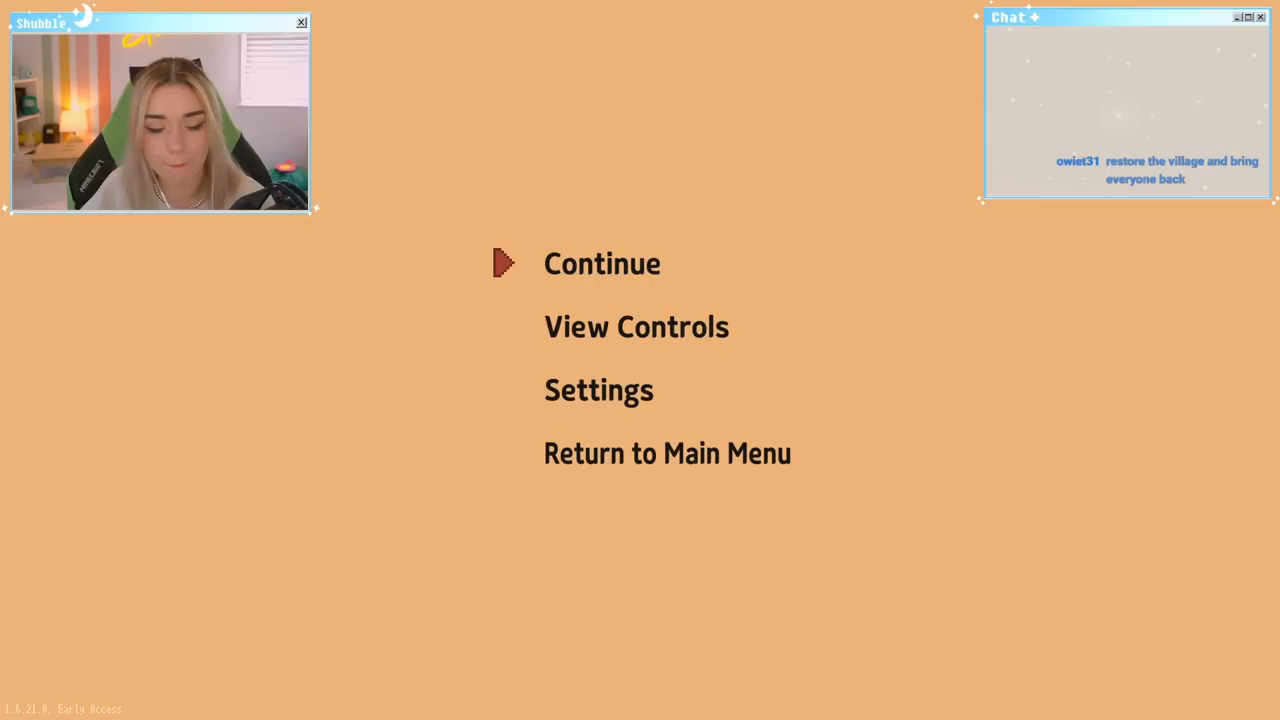 Shubble
Chat
owiet31 restore the village and bring
everyone back
Continue
View Controls
Settings
Return to Main Menu
1.6.21.0, Early Access